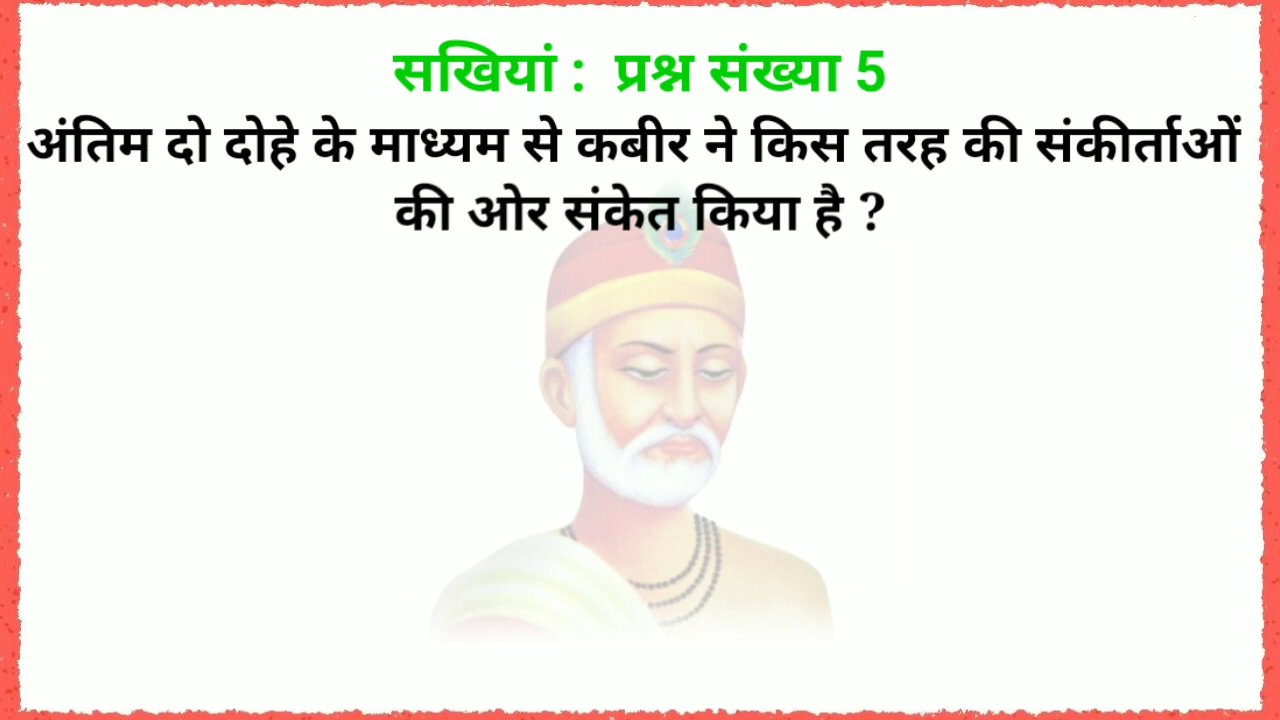 सखियां : प्रश्न संख्या 5
अंतिम दो दोहे के माध्यम से कबीर ने किस तरह की संकीर्ताओं
की ओर संकेत किया है ?